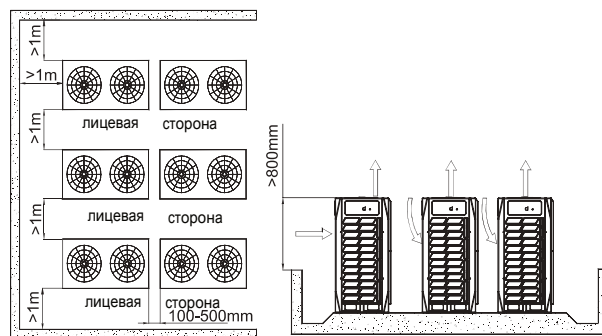 >1m
>1m
лицевая сторона
>1m
лицевая сторона
>1m
лицевая сторона
>1m
100-500mm
>800mm